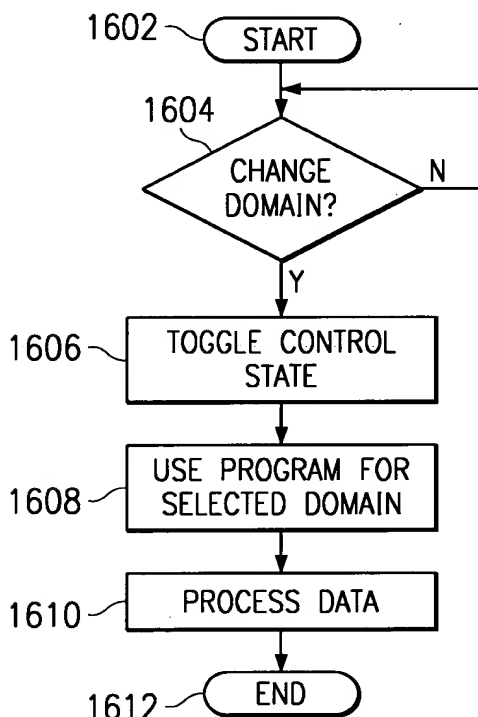 1602
START
1604
CHANGE
DOMAIN?
N
Y
1606
TOGGLE CONTROL
STATE
1608
USE PROGRAM FOR
SELECTED DOMAIN
1610
PROCESS DATA
1612
END